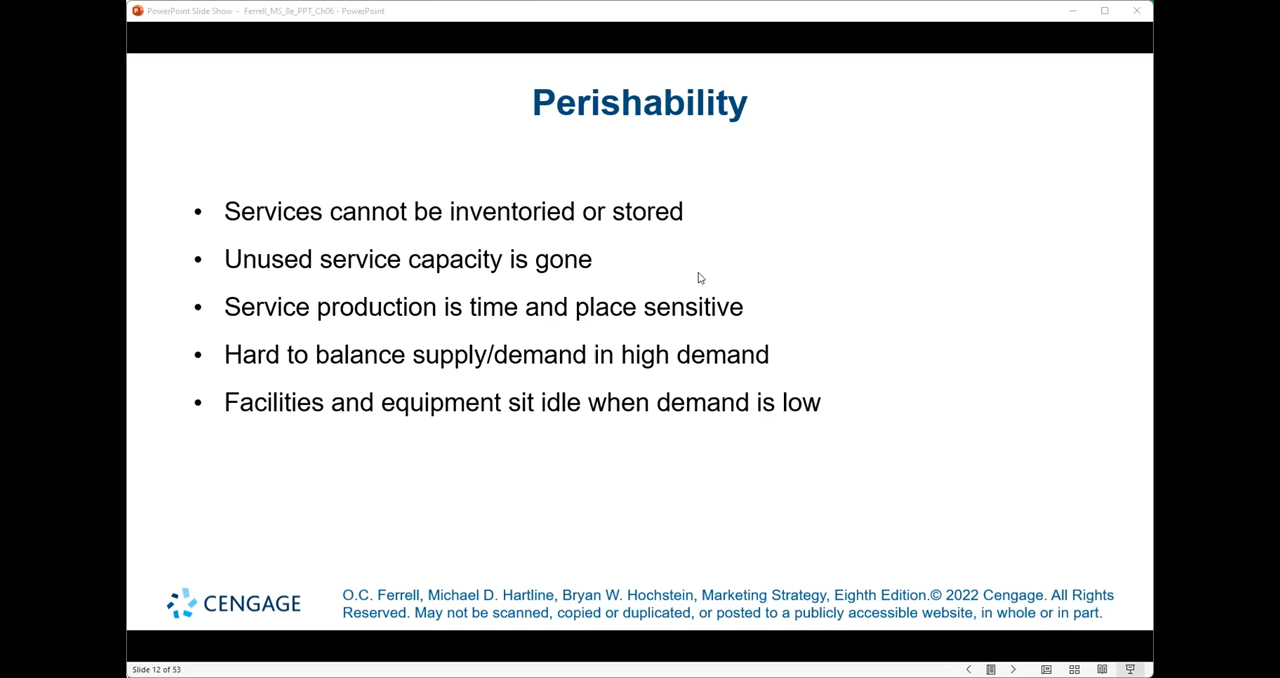 PowerPoint Slide Show - Ferrell_MS_8e_PPT_Ch06 - PowerPoint
Perishability
• Services cannot be inventoried or stored
• Unused service capacity is gone
• Service production is time and place sensitive
• Hard to balance supply/demand in high demand
• Facilities and equipment sit idle when demand is low
CENGAGE
O.C. Ferrell, Michael D. Hartline, Bryan W. Hochstein, Marketing Strategy, Eighth Edition.© 2022 Cengage. All Rights
Reserved. May not be scanned, copied or duplicated, or posted to a publicly accessible website, in whole or in part.
Slide 12 of 53